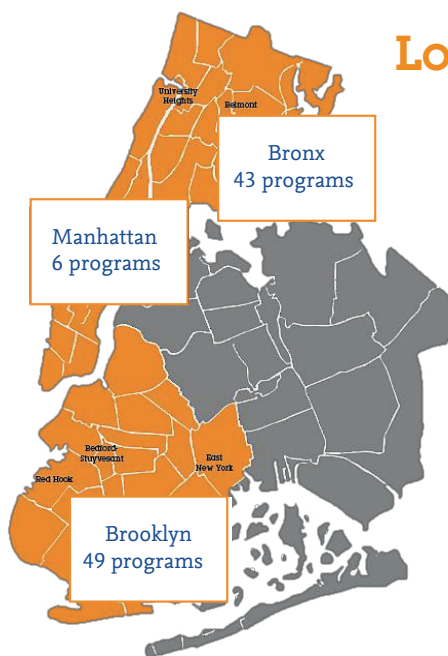 Lo
University
Heights
Belmont
Bronx
43 programs
Manhattan
6 programs
Bedford-
Stuyvesant
East
New York
Red Hook
Brooklyn
49 programs